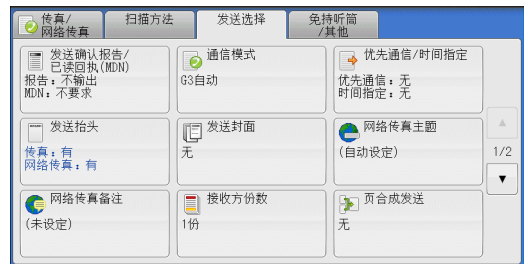 传真/
网络传真
扫描方法
发送选择
免持听筒
/其他
发送确认报告/
已读回执(MDN)
报告：不输出
MDN：不要求
通信模式
G3自动
优先通信/时间指定
优先通信：无
时间指定：无
发送抬头
传真：有
网络传真：有
发送封面
无
网络传真主题
(自动设定)
1/2
网络传真备注
(未设定)
接收方份数
1份
页合成发送
无